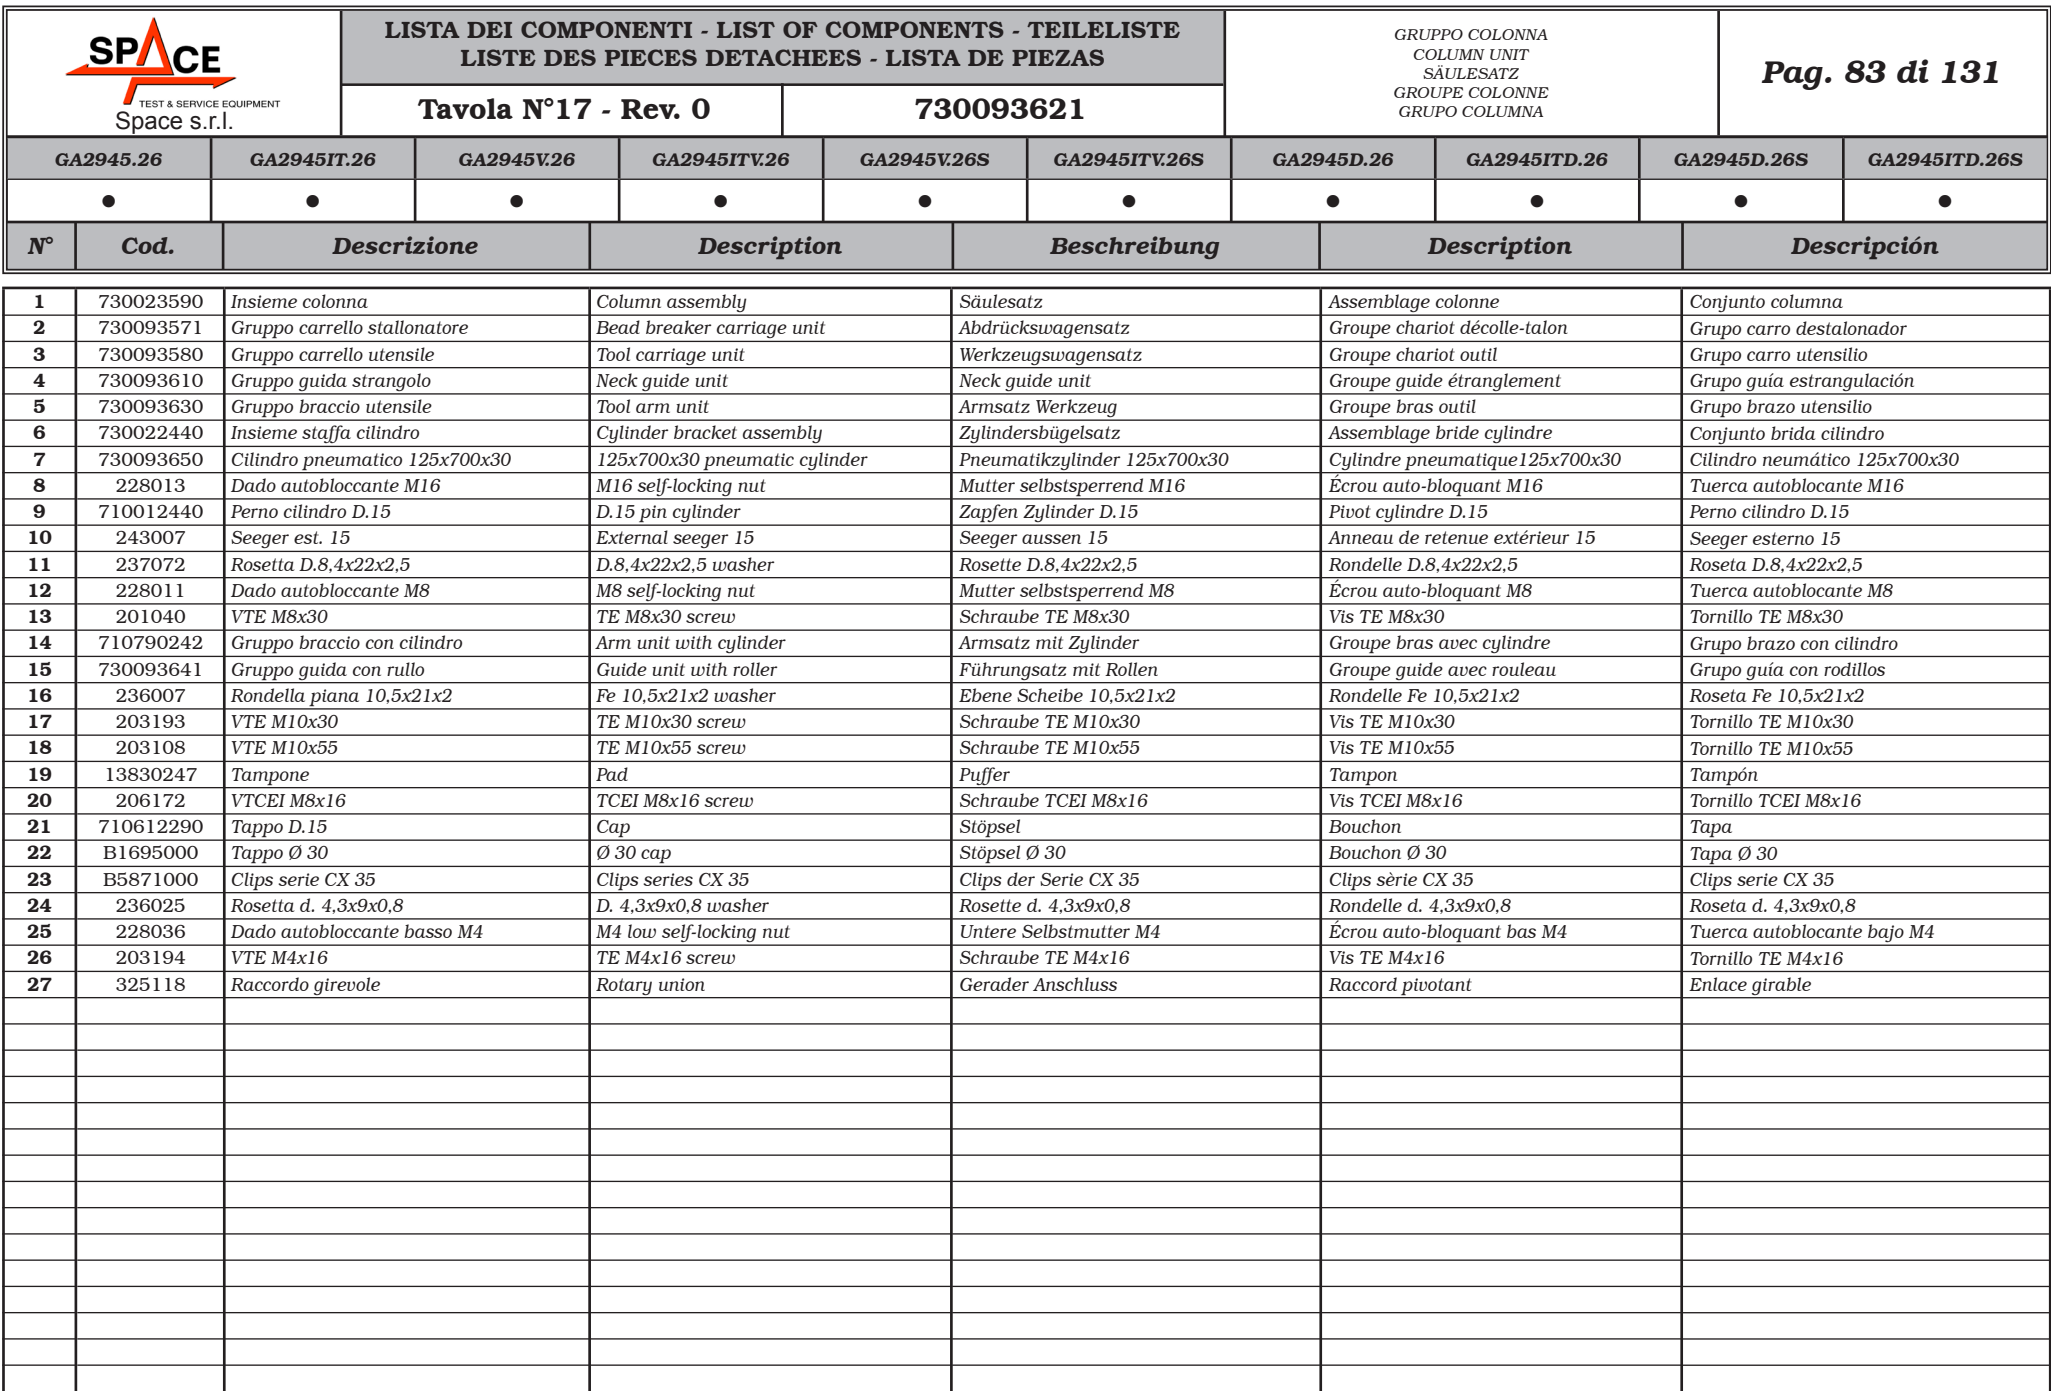 SPACE
TEST & SERVICE EQUIPMENT
Space s.r.l.
LISTA DEI COMPONENTI - LIST OF COMPONENTS - TEILELISTE
LISTE DES PIECES DETACHEES - LISTA DE PIEZAS
Tavola N°17 - Rev. 0 730093621
GRUPPO COLONNA
COLUMN UNIT
SÄULESATZ
GROUPE COLONNE
GRUPO COLUMNA
Pag. 83 di 131
GA2945.26 GA2945IT.26 GA2945V.26 GA2945ITV.26 GA2945V.26S GA2945ITV.26S GA2945D.26 GA2945ITD.26 GA2945D.26S GA2945ITD.26S
● ● ● ● ● ● ● ● ● ●
N° Cod. Descrizione Description Beschreibung Description Descripción
1 730023590 Insieme colonna Column assembly Säulesatz Assemblage colonne Conjunto columna
2 730093571 Gruppo carrello stallonatore Bead breaker carriage unit Abdrückswagensatz Groupe chariot décolle-talon Grupo carro destalonador
3 730093580 Gruppo carrello utensile Tool carriage unit Werkzeugswagensatz Groupe chariot outil Grupo carro utensilio
4 730093610 Gruppo guida strangolo Neck guide unit Neck guide unit Groupe guide étranglement Grupo guía estrangulación
5 730093630 Gruppo braccio utensile Tool arm unit Armsatz Werkzeug Groupe bras outil Grupo brazo utensilio
6 730022440 Insieme staffa cilindro Cylinder bracket assembly Zylindersbügelsatz Assemblage bride cylindre Conjunto brida cilindro
7 730093650 Cilindro pneumatico 125x700x30 125x700x30 pneumatic cylinder Pneumatikzylinder 125x700x30 Cylindre pneumatique125x700x30 Cilindro neumático 125x700x30
8 228013 Dado autobloccante M16 M16 self-locking nut Mutter selbstsperrend M16 Écrou auto-bloquant M16 Tuerca autoblocante M16
9 710012440 Perno cilindro D.15 D.15 pin cylinder Zapfen Zylinder D.15 Pivot cylindre D.15 Perno cilindro D.15
10 243007 Seeger est. 15 External seeger 15 Seeger aussen 15 Anneau de retenue extérieur 15 Seeger esterno 15
11 237072 Rosetta D.8,4x22x2,5 D.8,4x22x2,5 washer Rosette D.8,4x22x2,5 Rondelle D.8,4x22x2,5 Roseta D.8,4x22x2,5
12 228011 Dado autobloccante M8 M8 self-locking nut Mutter selbstsperrend M8 Écrou auto-bloquant M8 Tuerca autoblocante M8
13 201040 VTE M8x30 TE M8x30 screw Schraube TE M8x30 Vis TE M8x30 Tornillo TE M8x30
14 710790242 Gruppo braccio con cilindro Arm unit with cylinder Armsatz mit Zylinder Groupe bras avec cylindre Grupo brazo con cilindro
15 730093641 Gruppo guida con rullo Guide unit with roller Führungsatz mit Rollen Groupe guide avec rouleau Grupo guía con rodillos
16 236007 Rondella piana 10,5x21x2 Fe 10,5x21x2 washer Ebene Scheibe 10,5x21x2 Rondelle Fe 10,5x21x2 Roseta Fe 10,5x21x2
17 203193 VTE M10x30 TE M10x30 screw Schraube TE M10x30 Vis TE M10x30 Tornillo TE M10x30
18 203108 VTE M10x55 TE M10x55 screw Schraube TE M10x55 Vis TE M10x55 Tornillo TE M10x55
19 13830247 Tampone Pad Puffer Tampon Tampón
20 206172 VTCEI M8x16 TCEI M8x16 screw Schraube TCEI M8x16 Vis TCEI M8x16 Tornillo TCEI M8x16
21 710612290 Tappo D.15 Cap Stöpsel Bouchon Tapa
22 B1695000 Tappo Ø 30 Ø 30 cap Stöpsel Ø 30 Bouchon Ø 30 Tapa Ø 30
23 B5871000 Clips serie CX 35 Clips series CX 35 Clips der Serie CX 35 Clips sèrie CX 35 Clips serie CX 35
24 236025 Rosetta d. 4,3x9x0,8 D. 4,3x9x0,8 washer Rosette d. 4,3x9x0,8 Rondelle d. 4,3x9x0,8 Roseta d. 4,3x9x0,8
25 228036 Dado autobloccante basso M4 M4 low self-locking nut Untere Selbstmutter M4 Écrou auto-bloquant bas M4 Tuerca autoblocante bajo M4
26 203194 VTE M4x16 TE M4x16 screw Schraube TE M4x16 Vis TE M4x16 Tornillo TE M4x16
27 325118 Raccordo girevole Rotary union Gerader Anschluss Raccord pivotant Enlace girable